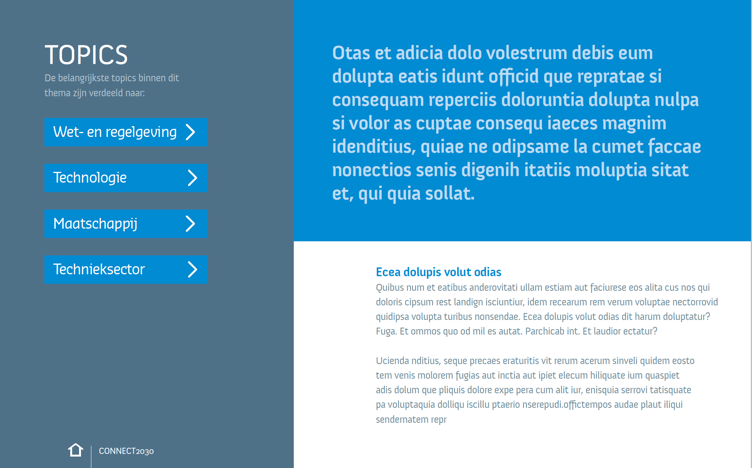 TOPICS
De belangrijkste topics binnen dit
thema zijn verdeeld naar:
Wet- en regelgeving
Technologie
Maatschappij
Technieksector
CONNECT2030
Otas et adicia dolo volestrum debis eum
dolupta eatis idunt officid que repratae si
consequam reperciis doloruntia dolupta nulpa
si volor as cuptae consequ iaeces magnim
idenditius, quiae ne odipsame la cumet faccae
nonectios senis digenih itatiis moluptia sitat
et, qui quia sollat.
Ecea dolupis volut odias
Quibus num et eatibus anderovitati ullam estiam aut faciurese eos alita cus nos qui
doloris cipsum rest landign isciuntiur, idem recearum rem verum voluptae nectorrovid
quidipsa volupta turibus nonsendae. Ecea dolupis volut odias dit harum doluptatur?
Fuga. Et ommos quo od mil es autat. Parchicab int. Et laudior ectatur?
Ucienda nditius, seque precaes eraturitis vit rerum acerum sinveli quidem eosto
tem venis molorem fugias aut inctia aut ipiet elecum hiliquate ium quaspiet
adis dolum que pliquis dolore expe pera cum alit iur, enisquia serrovi tatisquate
pa voluptaquia dolliqu iscillu ptaerio nserepudi.offictempos audae plaut iliqui
sendernatem repr